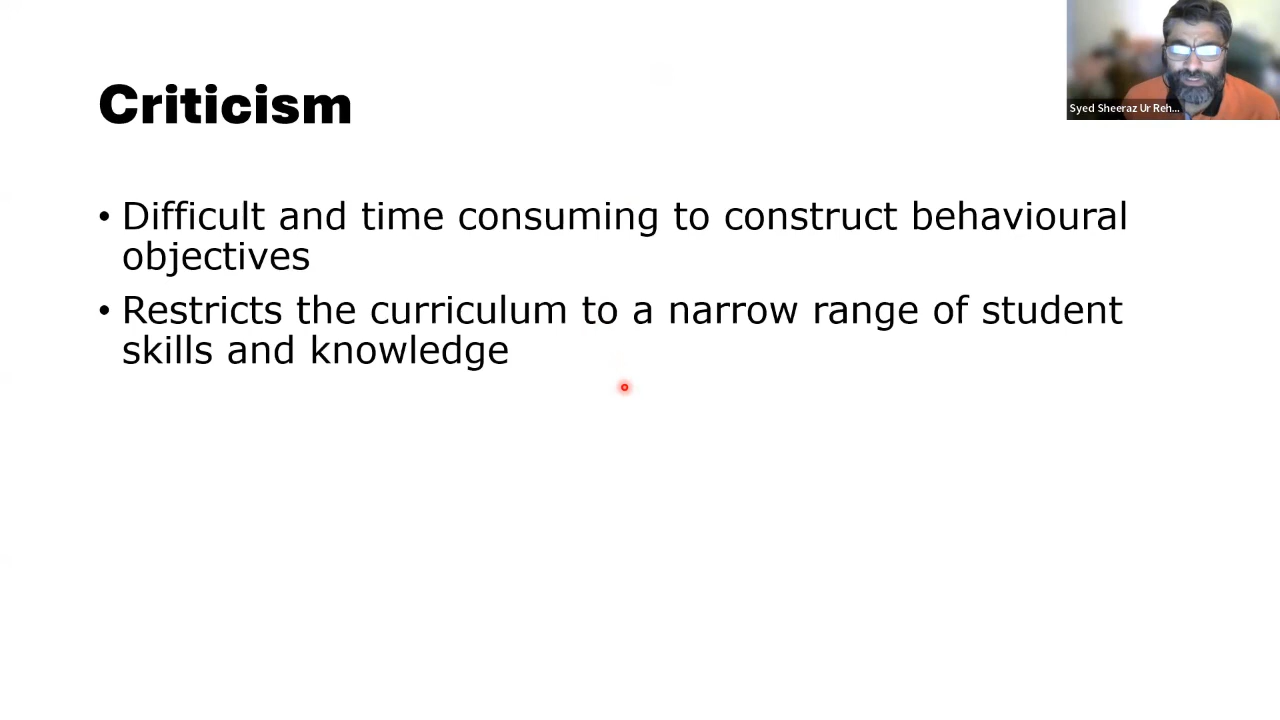 Criticism
Syed Sheeraz Ur Reh...
• Difficult and time consuming to construct behavioural
objectives
• Restricts the curriculum to a narrow range of student
skills and knowledge